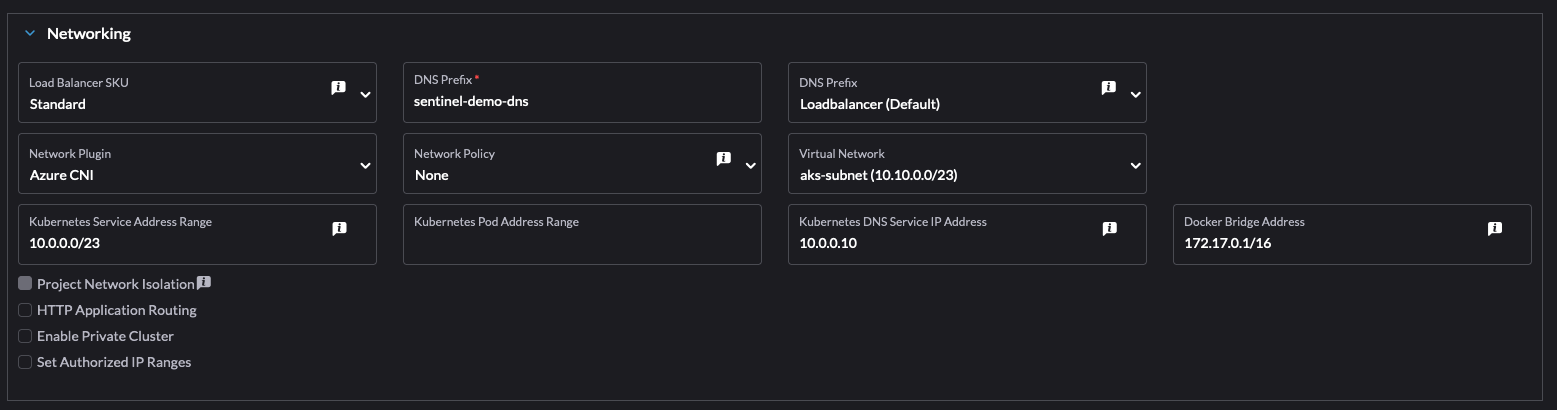 Networking
Load Balancer SKU
Standard
DNS Prefix*
sentinel-demo-dns
DNS Prefix
Loadbalancer (Default)
Network Plugin
Azure CNI
Network Policy
None
Virtual Network
aks-subnet (10.10.0.0/23)
Kubernetes Service Address Range
10.0.0.0/23
Kubernetes Pod Address Range
Kubernetes DNS Service IP Address
10.0.0.10
Docker Bridge Address
172.17.0.1/16
Project Network Isolation
HTTP Application Routing
Enable Private Cluster
Set Authorized IP Ranges